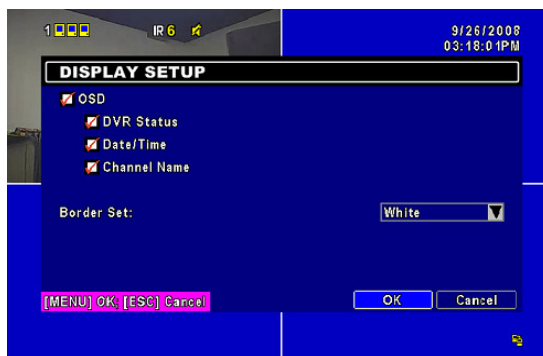 1 IR 6 9/26/2008
03:18:01PM
DISPLAY SETUP
OSD
DVR Status
Date/Time
Channel Name
Border Set: White
[MENU] OK, [ESC] Cancel OK Cancel